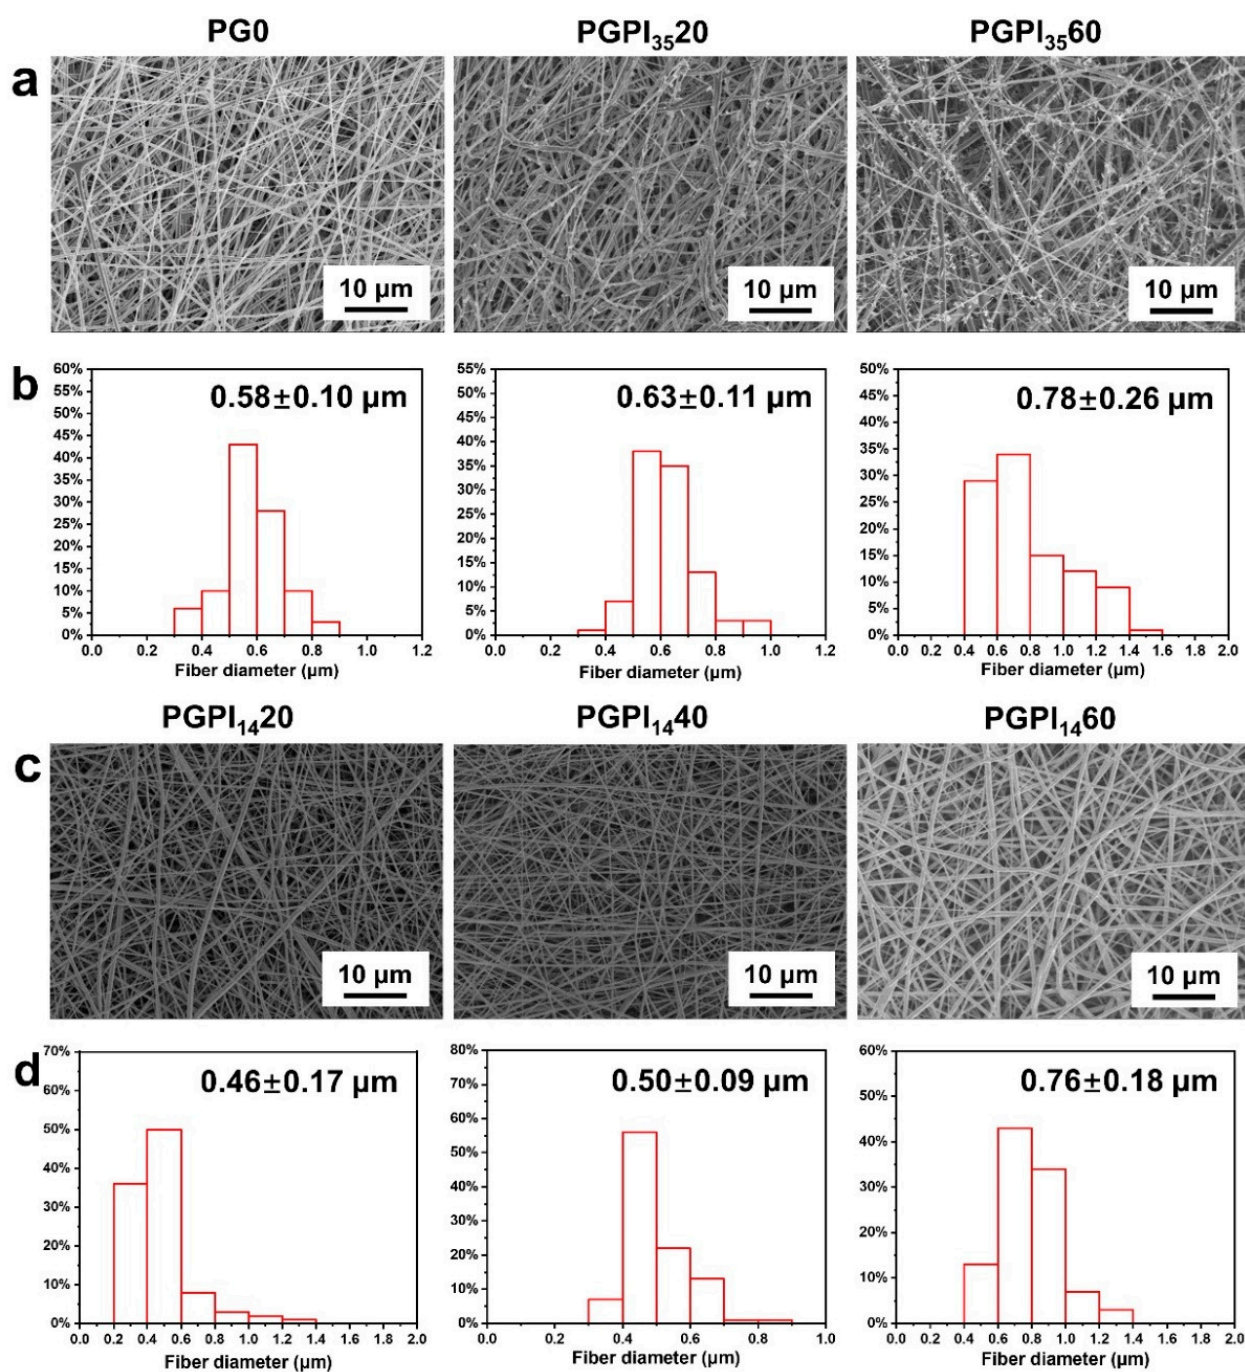 PG0 PGPI₃₅20 PGPI₃₅60
a
10 µm 10 µm 10 µm
b
0.58±0.10 µm
60%
55%
50%
45%
40%
35%
30%
25%
20%
15%
10%
5%
0%
0.0 0.2 0.4 0.6 0.8 1.0 1.2
Fiber diameter (µm)
0.63±0.11 µm
55%
50%
45%
40%
35%
30%
25%
20%
15%
10%
5%
0%
0.0 0.2 0.4 0.6 0.8 1.0 1.2
Fiber diameter (µm)
0.78±0.26 µm
50%
45%
40%
35%
30%
25%
20%
15%
10%
5%
0%
0.0 0.2 0.4 0.6 0.8 1.0 1.2 1.4 1.6 1.8 2.0
Fiber diameter (µm)
PGPI₁₄20 PGPI₁₄40 PGPI₁₄60
c
10 µm 10 µm 10 µm
d
0.46±0.17 µm
70%
60%
50%
40%
30%
20%
10%
0%
0.0 0.2 0.4 0.6 0.8 1.0 1.2 1.4 1.6 1.8 2.0
Fiber diameter (µm)
0.50±0.09 µm
80%
70%
60%
50%
40%
30%
20%
10%
0%
0.0 0.2 0.4 0.6 0.8 1.0
Fiber diameter (µm)
0.76±0.18 µm
60%
50%
40%
30%
20%
10%
0%
0.0 0.2 0.4 0.6 0.8 1.0 1.2 1.4 1.6 1.8 2.0
Fiber diameter (µm)